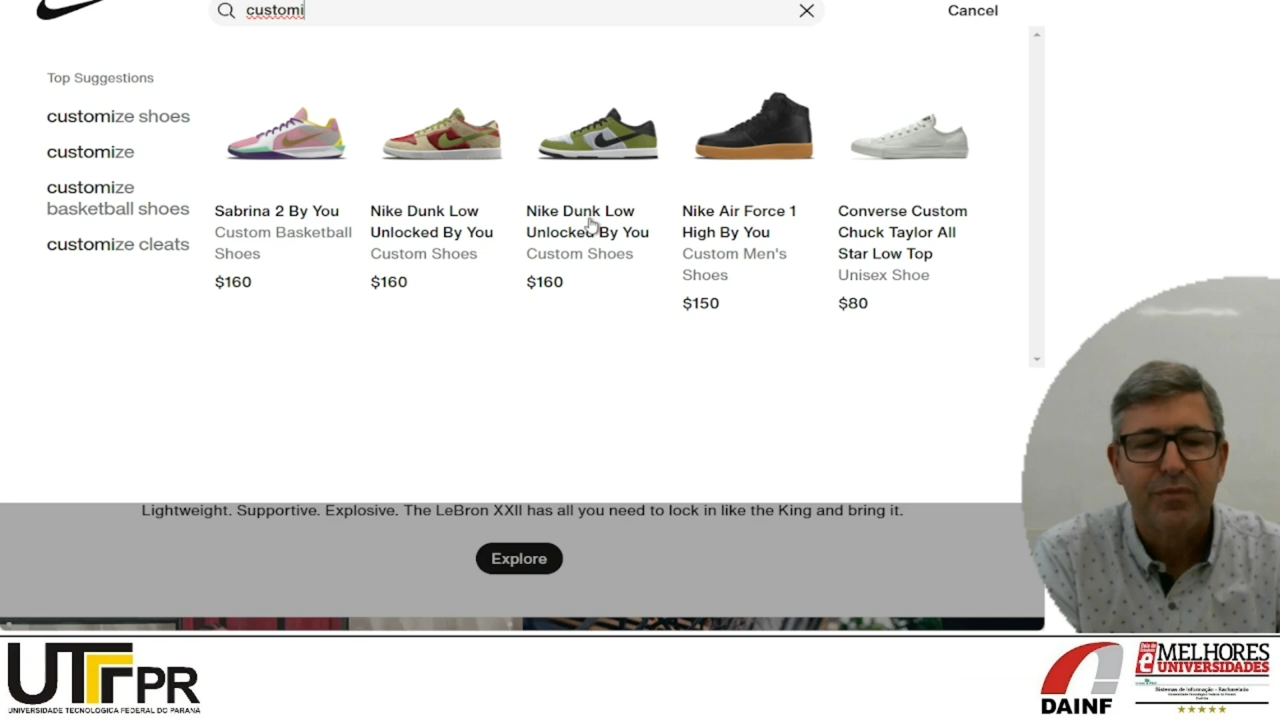 customi
Cancel
Top Suggestions
customize shoes
customize
customize
basketball shoes
customize cleats
Sabrina 2 By You
Custom Basketball
Shoes
$160
Nike Dunk Low
Unlocked By You
Custom Shoes
$160
Nike Dunk Low
Unlocked By You
Custom Shoes
$160
Nike Air Force 1
High By You
Custom Men's
Shoes
$150
Converse Custom
Chuck Taylor All
Star Low Top
Unisex Shoe
$80
Lightweight. Supportive. Explosive. The LeBron XXII has all you need to lock in like the King and bring it.
Explore
UTFPR
UNIVERSIDADE TECNOLÓGICA FEDERAL DO PARANÁ
DAINF
MELHORES
UNIVERSIDADES
Sistemas de Informação - Bacharelado